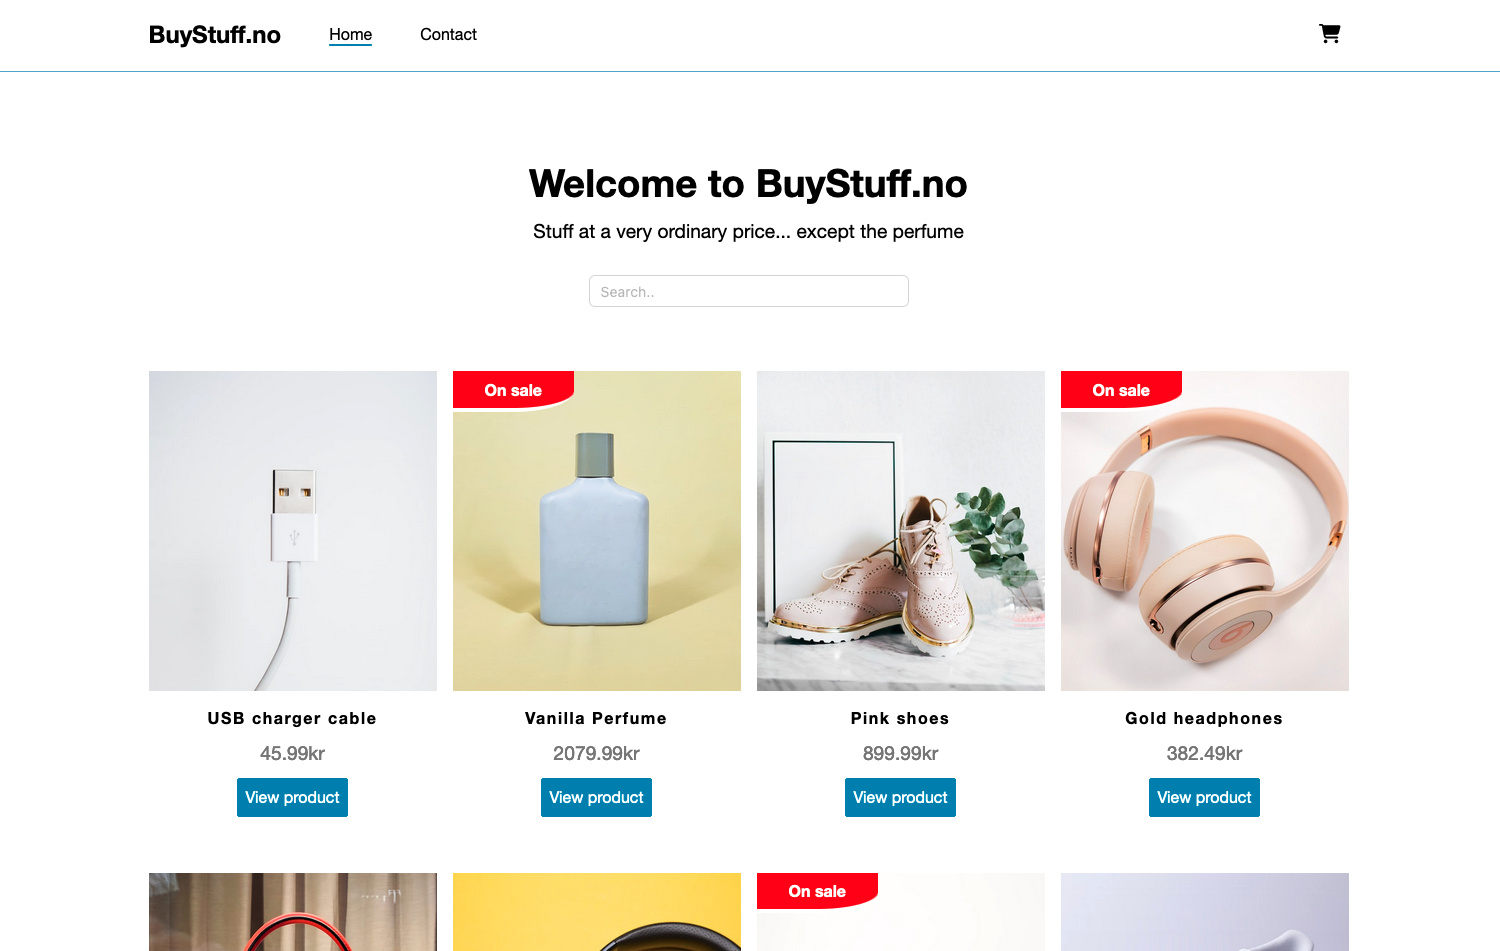 BuyStuff.no
Home
Contact
Welcome to BuyStuff.no
Stuff at a very ordinary price... except the perfume
Search..
On sale
On sale
USB charger cable
Vanilla Perfume
Pink shoes
Gold headphones
45.99kr
2079.99kr
899.99kr
382.49kr
View product
View product
View product
View product
On sale